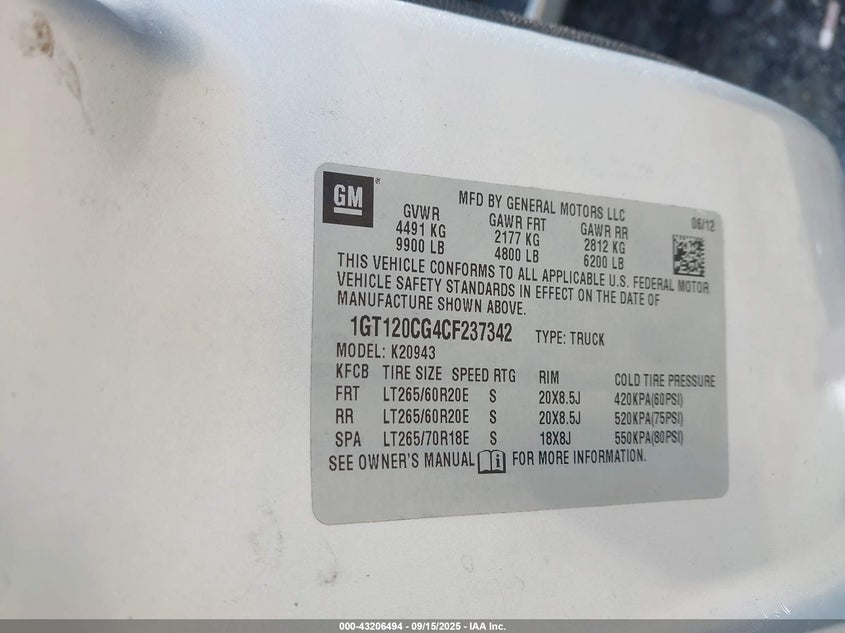 GM
®
MFD BY GENERAL MOTORS LLC
06/12
GVWR GAWR FRT GAWR RR
4491 KG 2177 KG 2812 KG
9900 LB 4800 LB 6200 LB
THIS VEHICLE CONFORMS TO ALL APPLICABLE U.S. FEDERAL MOTOR
VEHICLE SAFETY STANDARDS IN EFFECT ON THE DATE OF
MANUFACTURE SHOWN ABOVE.
1GT120CG4CF237342 TYPE: TRUCK
MODEL: K20943
KFCB TIRE SIZE SPEED RTG RIM COLD TIRE PRESSURE
FRT LT265/60R20E S 20X8.5J 420KPA(60PSI)
RR LT265/60R20E S 20X8.5J 520KPA(75PSI)
SPA LT265/70R18E S 18X8J 550KPA(80PSI)
SEE OWNER'S MANUAL i FOR MORE INFORMATION.
000-43206494 - 09/15/2025 - IAA Inc.